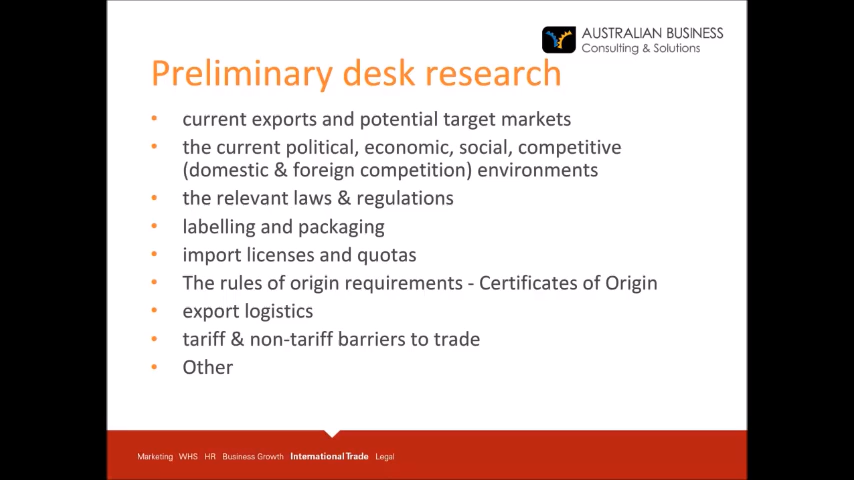 AUSTRALIAN BUSINESS
Consulting & Solutions
Preliminary desk research
• current exports and potential target markets
• the current political, economic, social, competitive
(domestic & foreign competition) environments
• the relevant laws & regulations
• labelling and packaging
• import licenses and quotas
• The rules of origin requirements - Certificates of Origin
• export logistics
• tariff & non-tariff barriers to trade
• Other
Marketing WHS HR Business Growth International Trade Legal